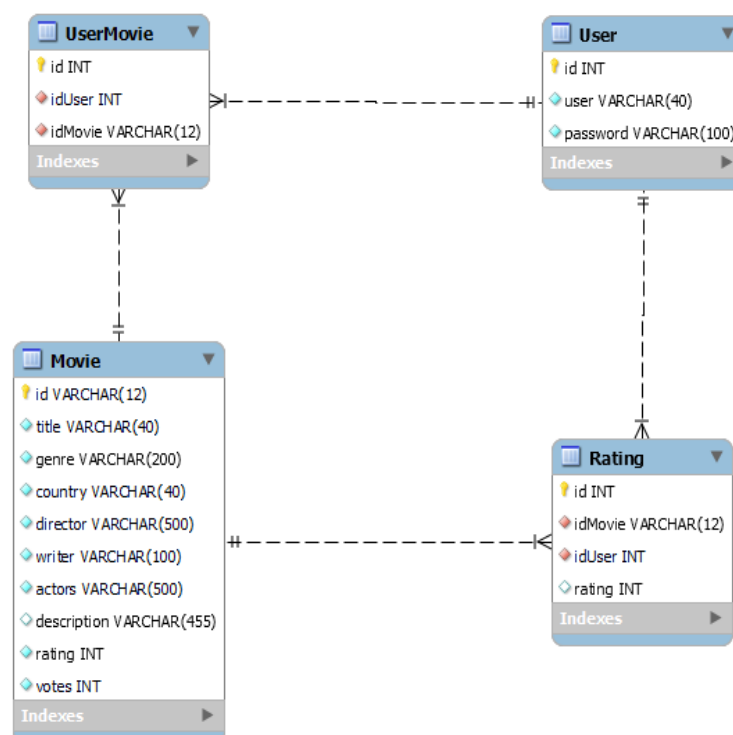 UserMovie
id INT
idUser INT
idMovie VARCHAR(12)
Indexes
User
id INT
user VARCHAR(40)
password VARCHAR(100)
Indexes
Movie
id VARCHAR(12)
title VARCHAR(40)
genre VARCHAR(200)
country VARCHAR(40)
director VARCHAR(500)
writer VARCHAR(100)
actors VARCHAR(500)
description VARCHAR(455)
rating INT
votes INT
Indexes
Rating
id INT
idMovie VARCHAR(12)
idUser INT
rating INT
Indexes